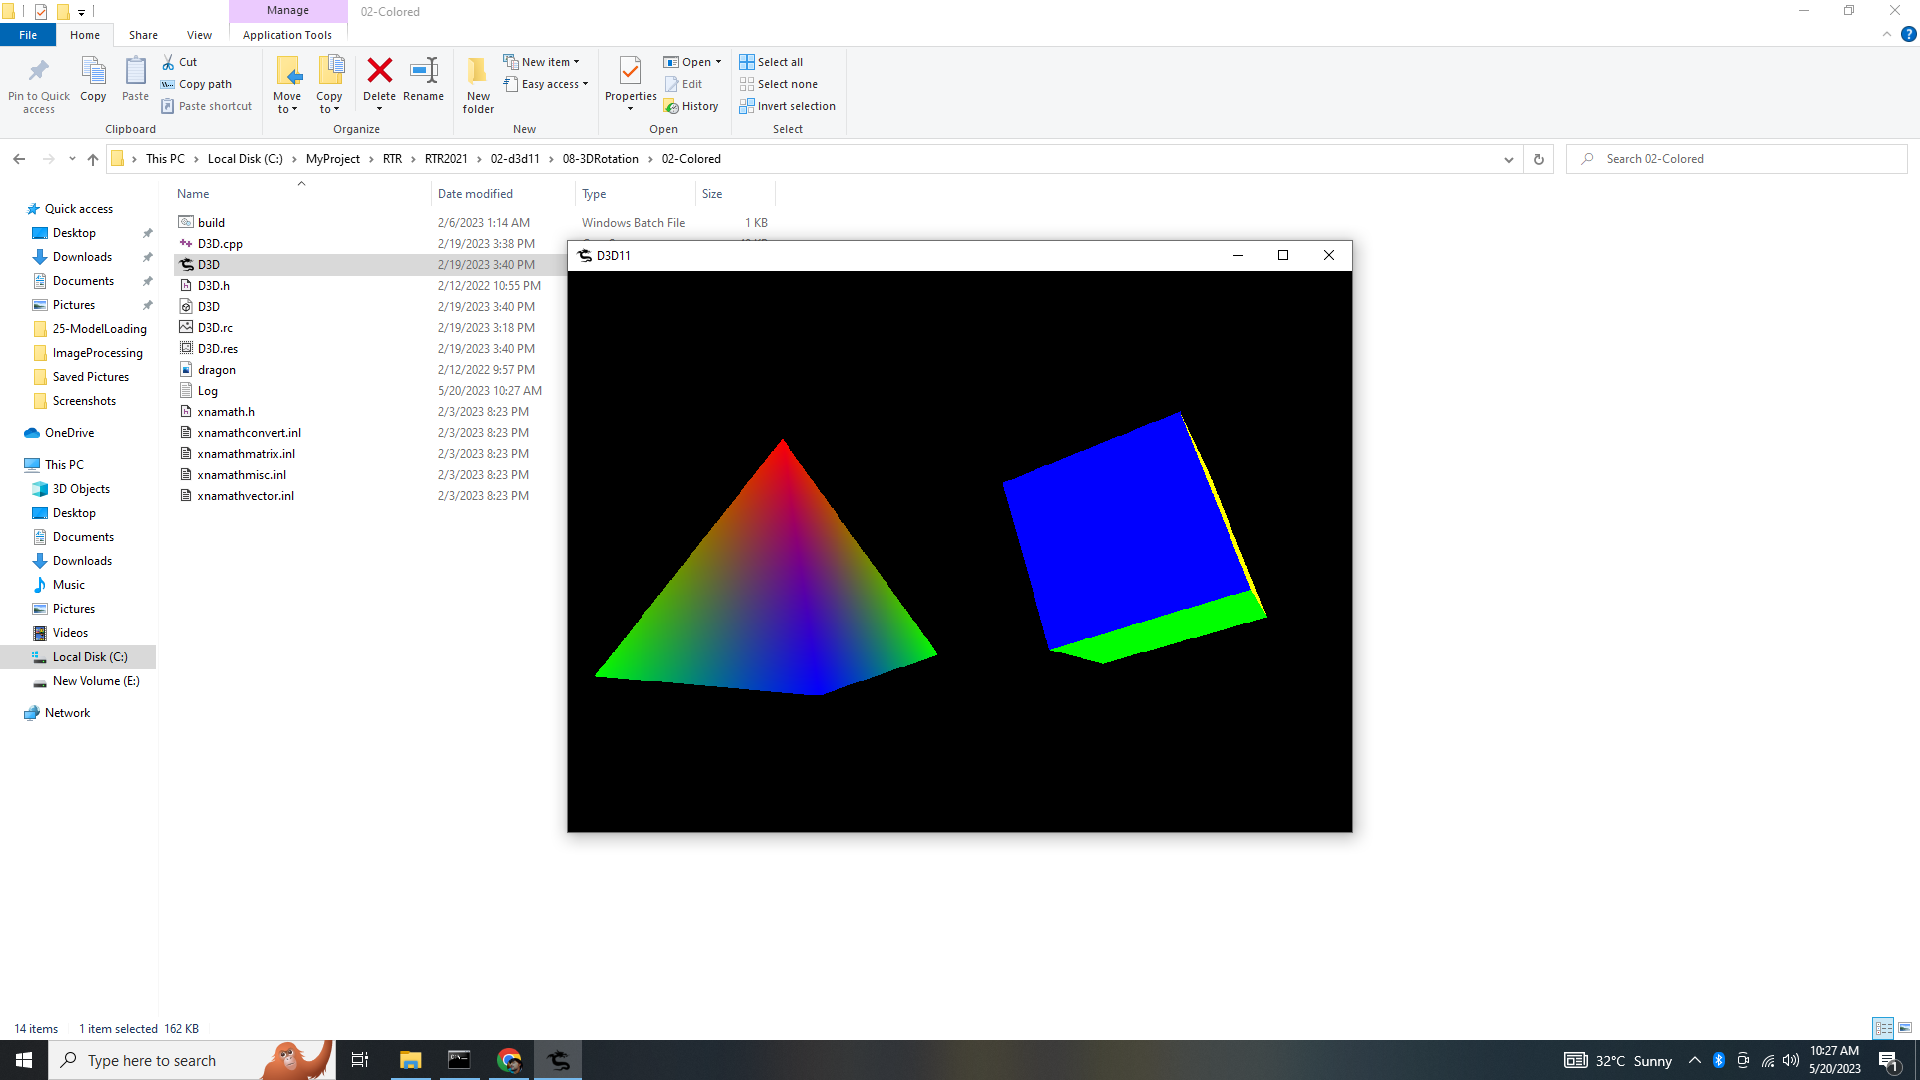 Manage
02-Colored
File
Home
Share
View
Application Tools
?
Pin to Quick
access
Copy
Paste
Cut
Copy path
Paste shortcut
Clipboard
Move
to
Copy
to
Delete
Rename
Organize
New
folder
New item
Easy access
New
Properties
Open
Edit
History
Open
Select all
Select none
Invert selection
Select
This PC › Local Disk (C:) › MyProject › RTR › RTR2021 › 02-d3d11 › 08-3DRotation › 02-Colored
Search 02-Colored
Name Date modified Type Size
build 2/6/2023 1:14 AM Windows Batch File 1 KB
D3D.cpp 2/19/2023 3:38 PM
D3D 2/19/2023 3:40 PM
D3D.h 2/12/2022 10:55 PM
D3D 2/19/2023 3:40 PM
D3D.rc 2/19/2023 3:18 PM
D3D.res 2/19/2023 3:40 PM
dragon 2/12/2022 9:57 PM
Log 5/20/2023 10:27 AM
xnamath.h 2/3/2023 8:23 PM
xnamathconvert.inl 2/3/2023 8:23 PM
xnamathmatrix.inl 2/3/2023 8:23 PM
xnamathmisc.inl 2/3/2023 8:23 PM
xnamathvector.inl 2/3/2023 8:23 PM
D3D11
Quick access
Desktop
Downloads
Documents
Pictures
25-ModelLoading
ImageProcessing
Saved Pictures
Screenshots
OneDrive
This PC
3D Objects
Desktop
Documents
Downloads
Music
Pictures
Videos
Local Disk (C:)
New Volume (E:)
Network
14 items 1 item selected 162 KB
Type here to search
32°C Sunny
10:27 AM
5/20/2023
1